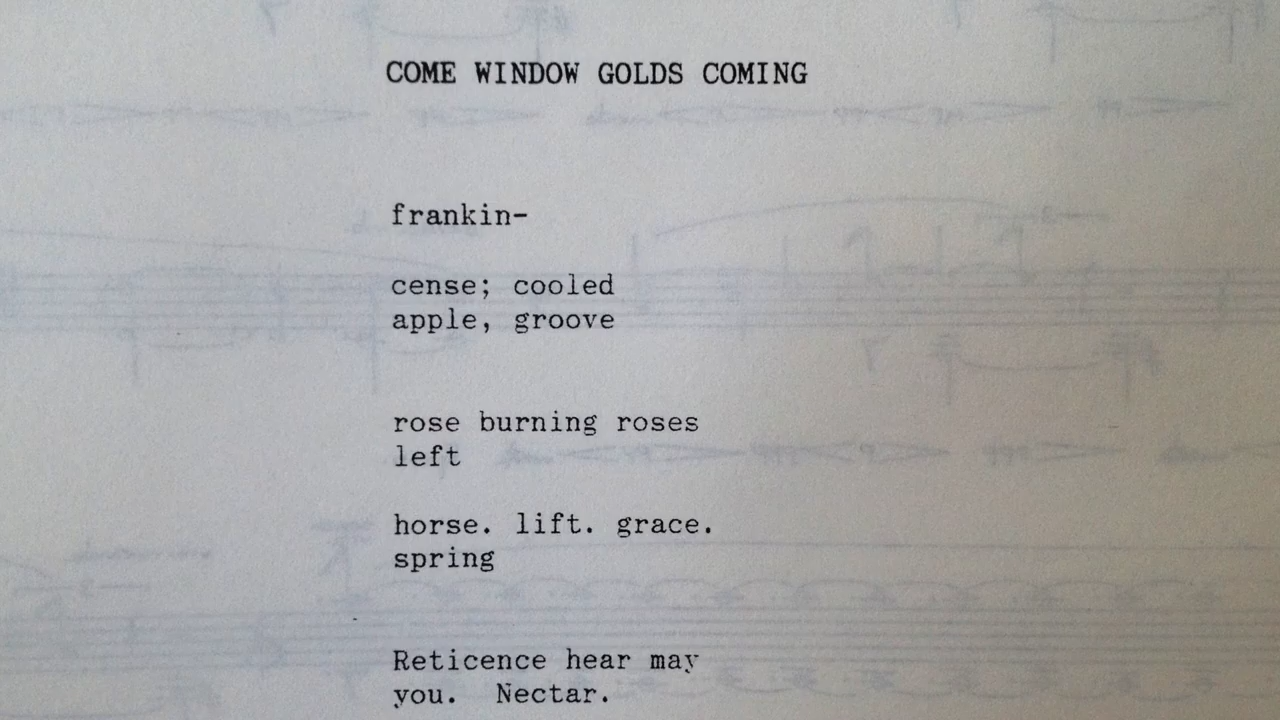 COME WINDOW GOLDS COMING
frankin-
cense; cooled
apple, groove
rose burning roses
left
horse. lift. grace.
spring
Reticence hear may
you.  Nectar.